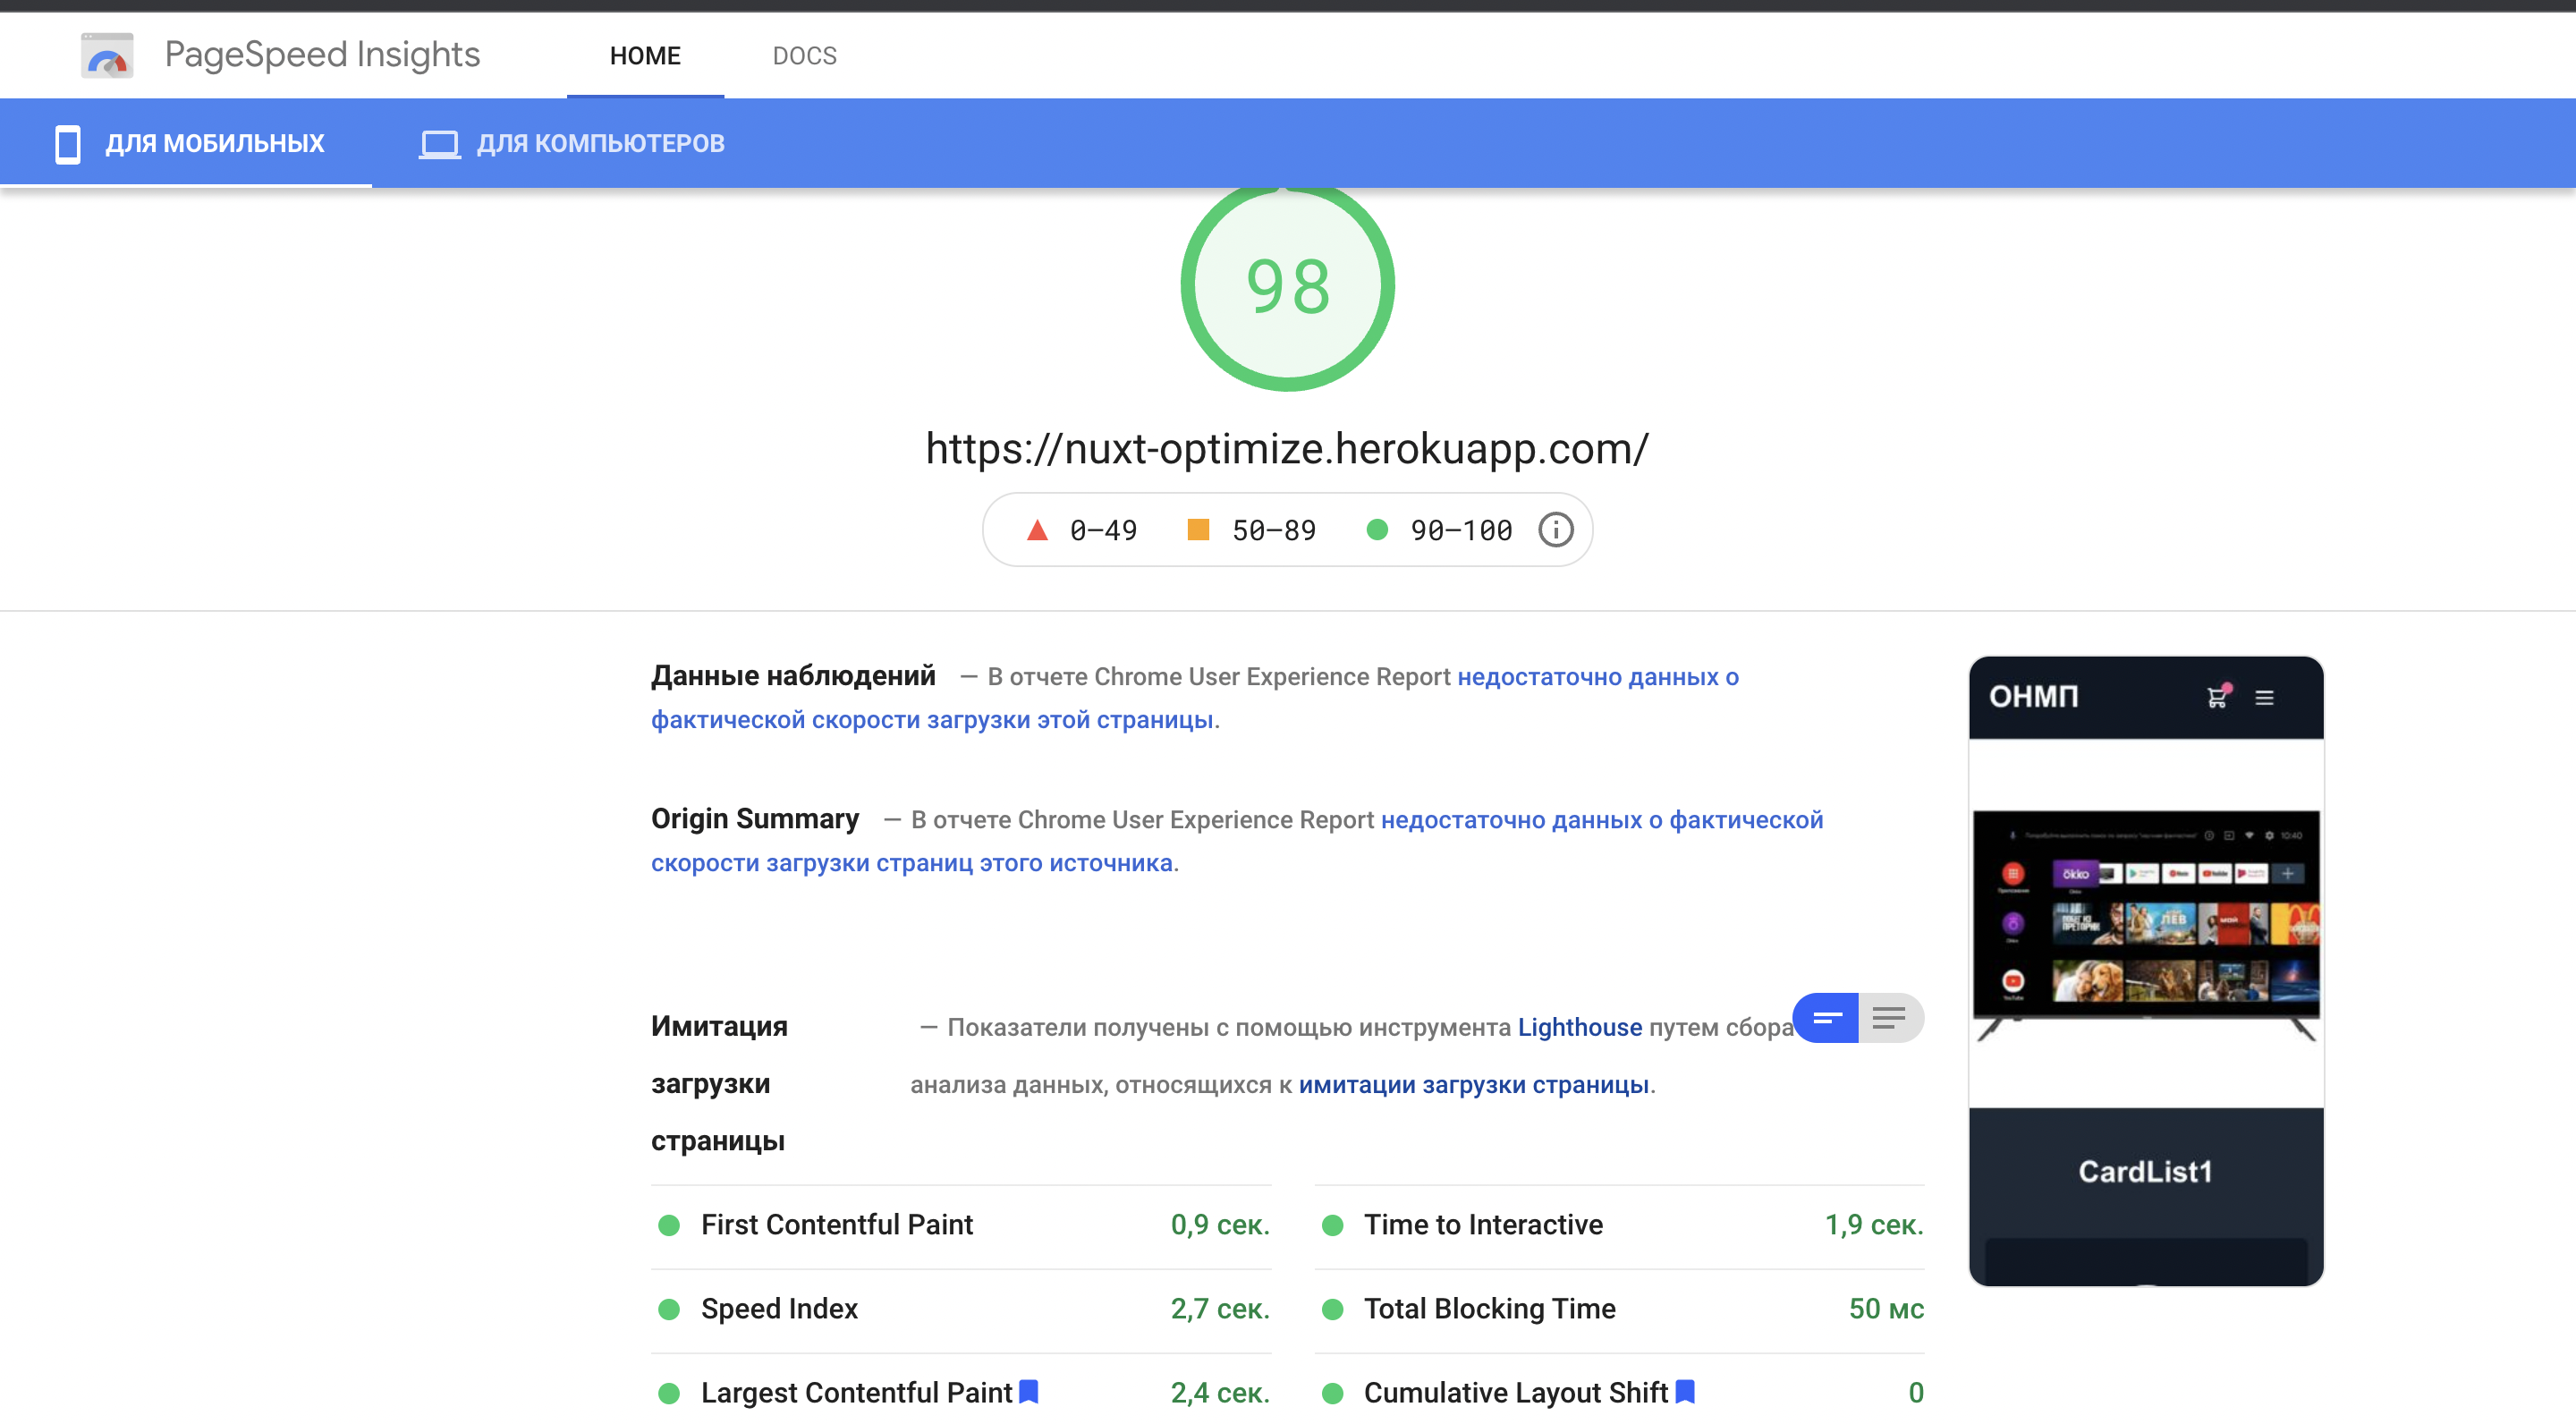 PageSpeed Insights
HOME
DOCS
ДЛЯ МОБИЛЬНЫХ
ДЛЯ КОМПЬЮТЕРОВ
98
https://nuxt-optimize.herokuapp.com/
0–49
50–89
90–100
Данные наблюдений — В отчете Chrome User Experience Report недостаточно данных о
фактической скорости загрузки этой страницы.
Origin Summary — В отчете Chrome User Experience Report недостаточно данных о фактической
скорости загрузки страниц этого источника.
Имитация
загрузки
страницы
— Показатели получены с помощью инструмента Lighthouse путем сбора
анализа данных, относящихся к имитации загрузки страницы.
First Contentful Paint 0,9 сек.
Time to Interactive 1,9 сек.
Speed Index 2,7 сек.
Total Blocking Time 50 мс
Largest Contentful Paint 2,4 сек.
Cumulative Layout Shift 0
ОНМП
10:40
ökko
YouTube
CardList1